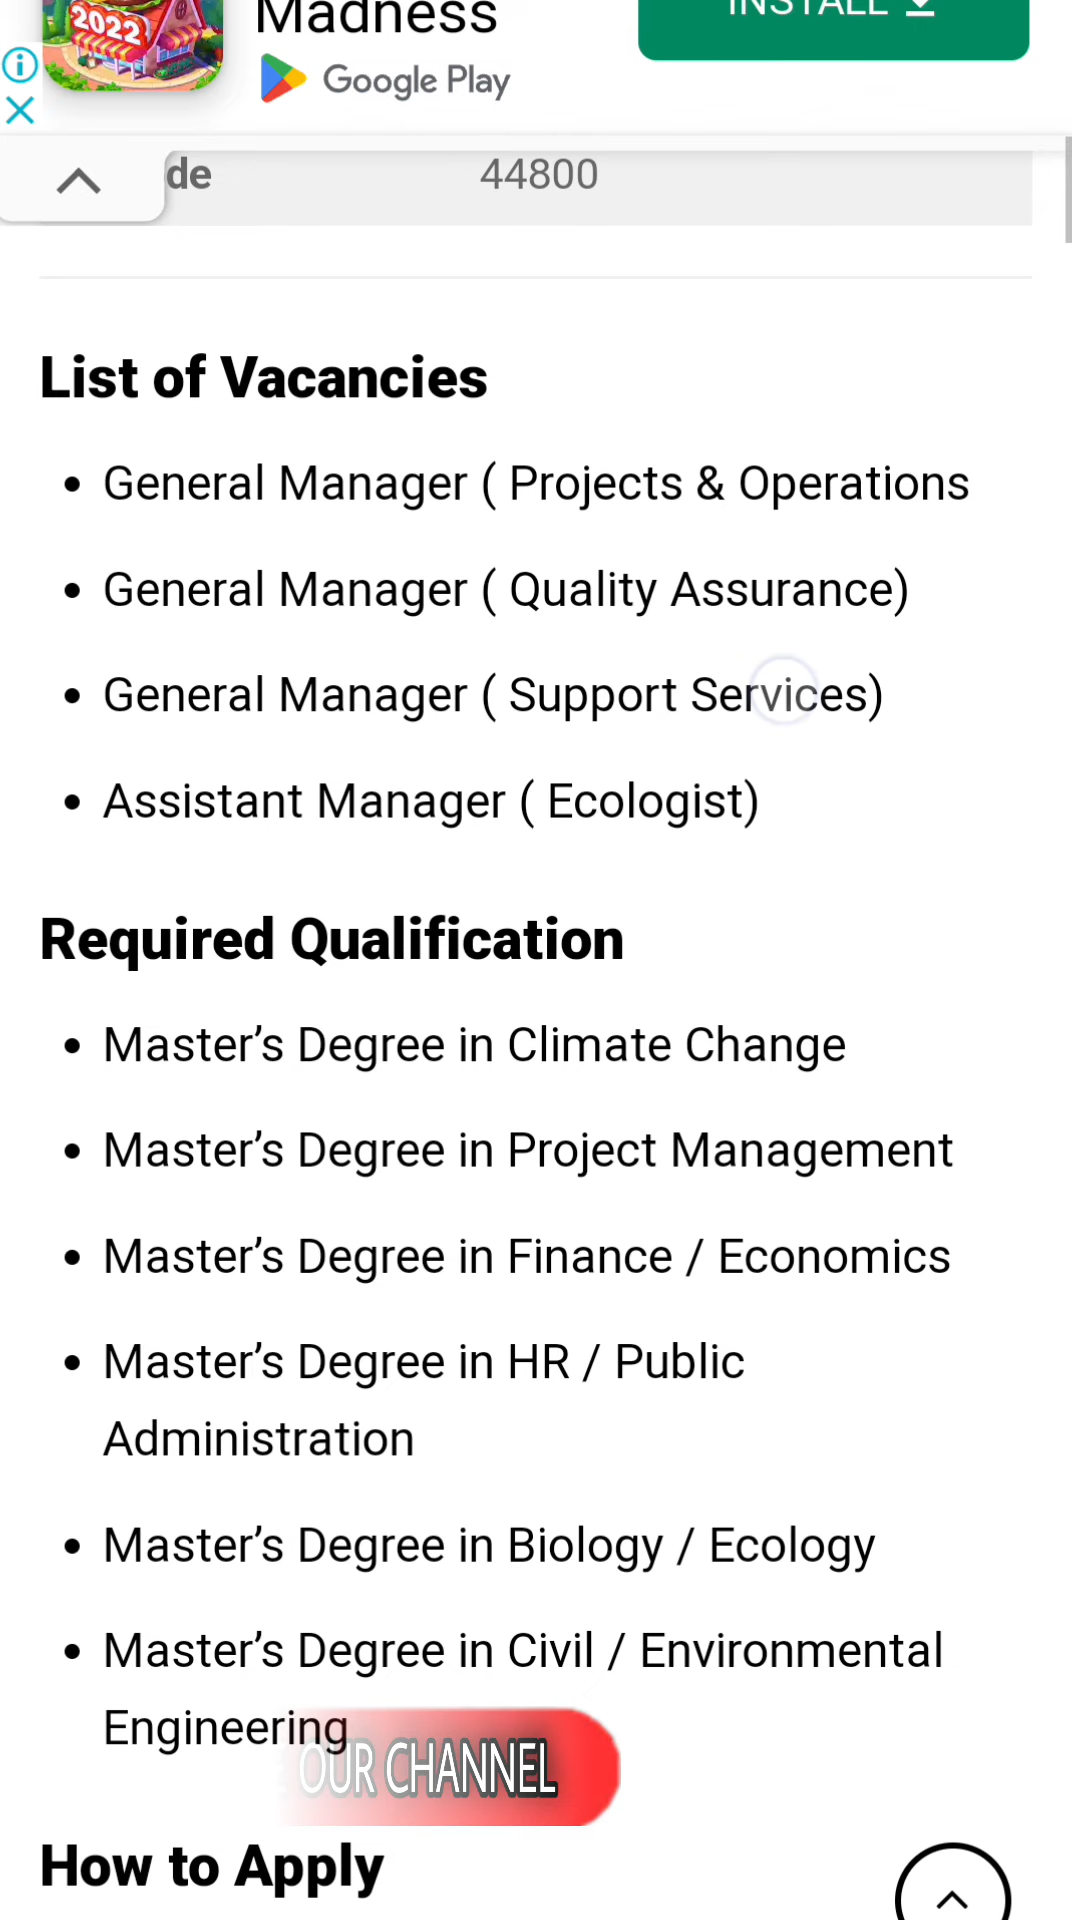 2022
Madness
INSTALL
Google Play
de 44800
List of Vacancies
• General Manager ( Projects & Operations
• General Manager ( Quality Assurance)
• General Manager ( Support Services)
• Assistant Manager ( Ecologist)
Required Qualification
• Master’s Degree in Climate Change
• Master’s Degree in Project Management
• Master’s Degree in Finance / Economics
• Master’s Degree in HR / Public
Administration
• Master’s Degree in Biology / Ecology
• Master’s Degree in Civil / Environmental
Engineering
OUR CHANNEL
How to Apply